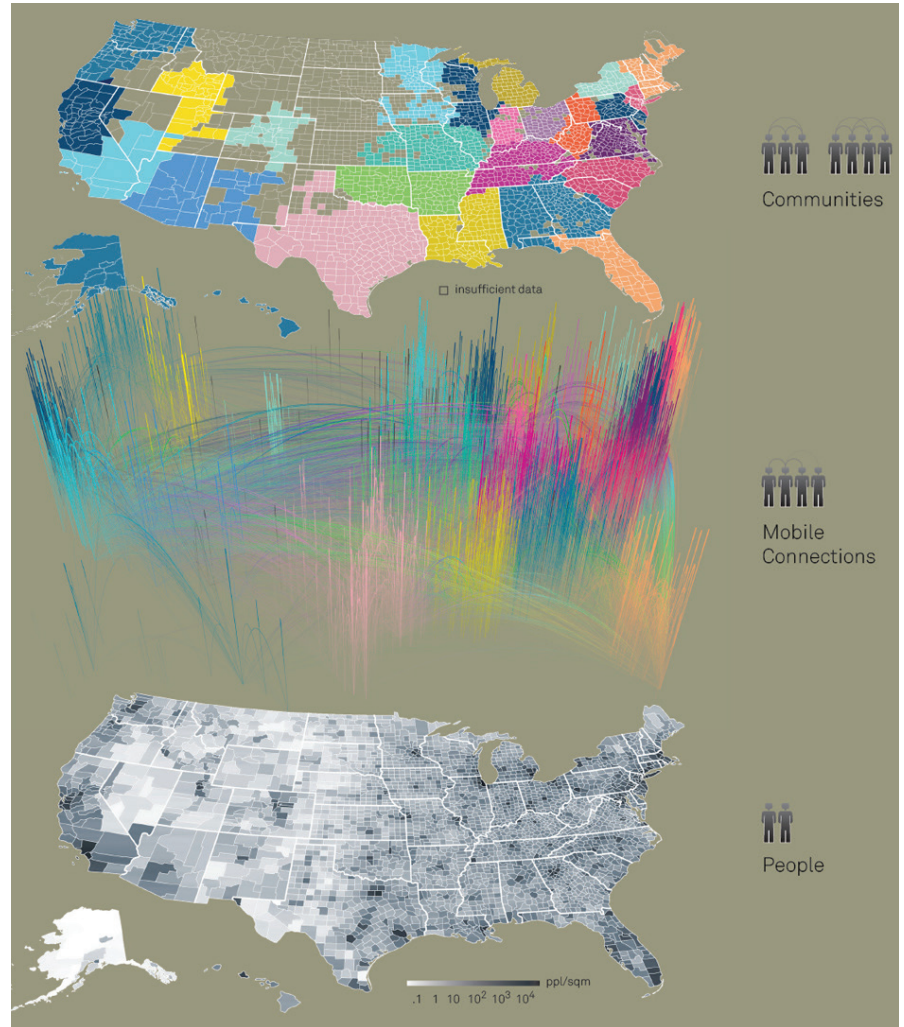 Communities
insufficient data
Mobile
Connections
People
ppl/sqm
.1 1 10 10² 10³ 10⁴